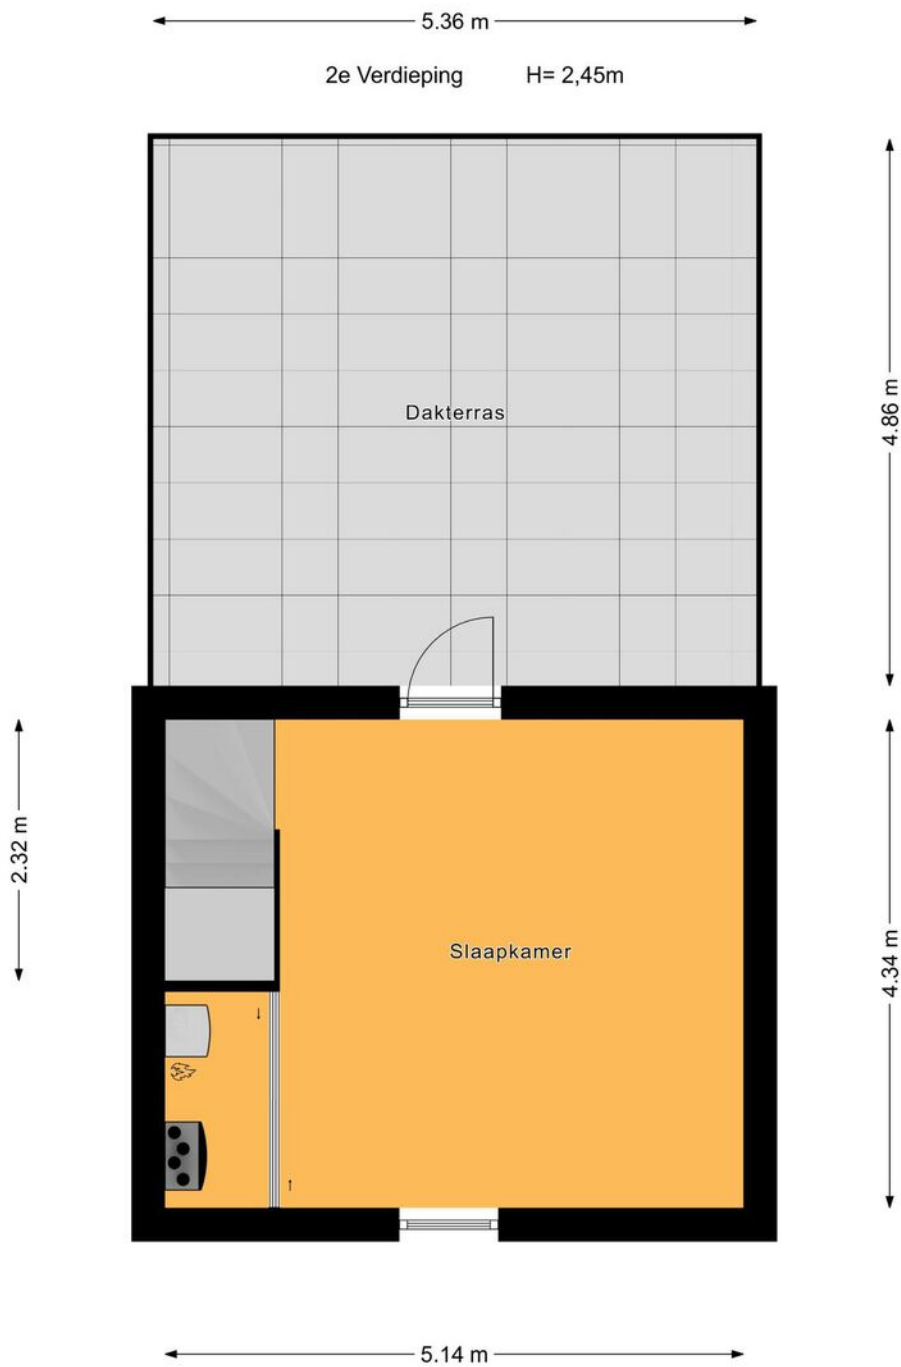 5.36 m
2e Verdieping H= 2,45m
Dakterras
4.86 m
2.32 m
Slaapkamer
4.34 m
5.14 m